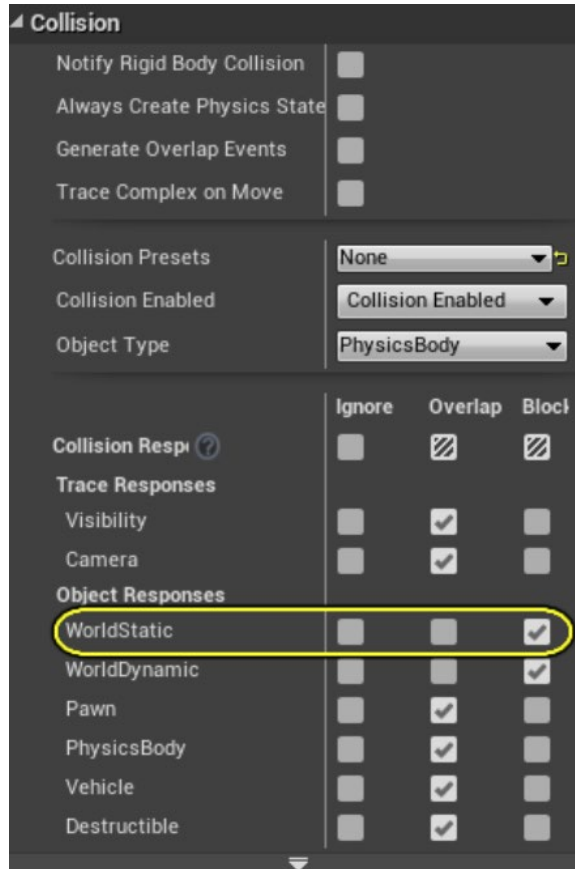 Collision
Notify Rigid Body Collision
Always Create Physics State
Generate Overlap Events
Trace Complex on Move
Collision Presets None
Collision Enabled Collision Enabled
Object Type PhysicsBody
Ignore Overlap Block
Collision Resp ?
Trace Responses
Visibility
Camera
Object Responses
WorldStatic
WorldDynamic
Pawn
PhysicsBody
Vehicle
Destructible